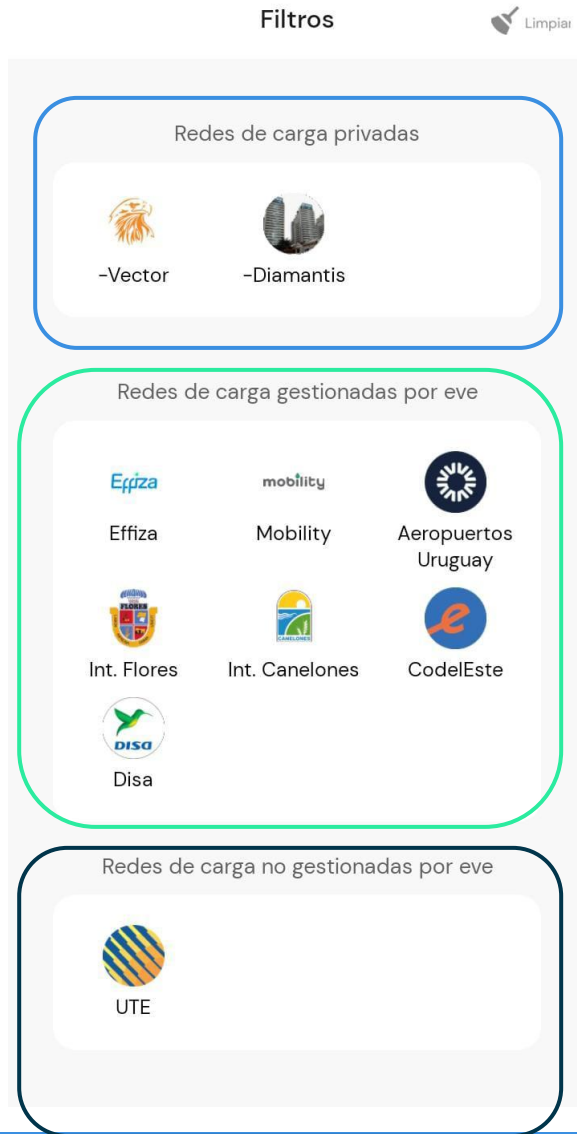 Filtros
Limpiar
Redes de carga privadas
-Vector
-Diamantis
Redes de carga gestionadas por eve
Effiza
mobility
Effiza
Mobility
Aeropuertos
Uruguay
FLORES
CANELONES
e
Int. Flores
Int. Canelones
CodelEste
DISA
Disa
Redes de carga no gestionadas por eve
UTE